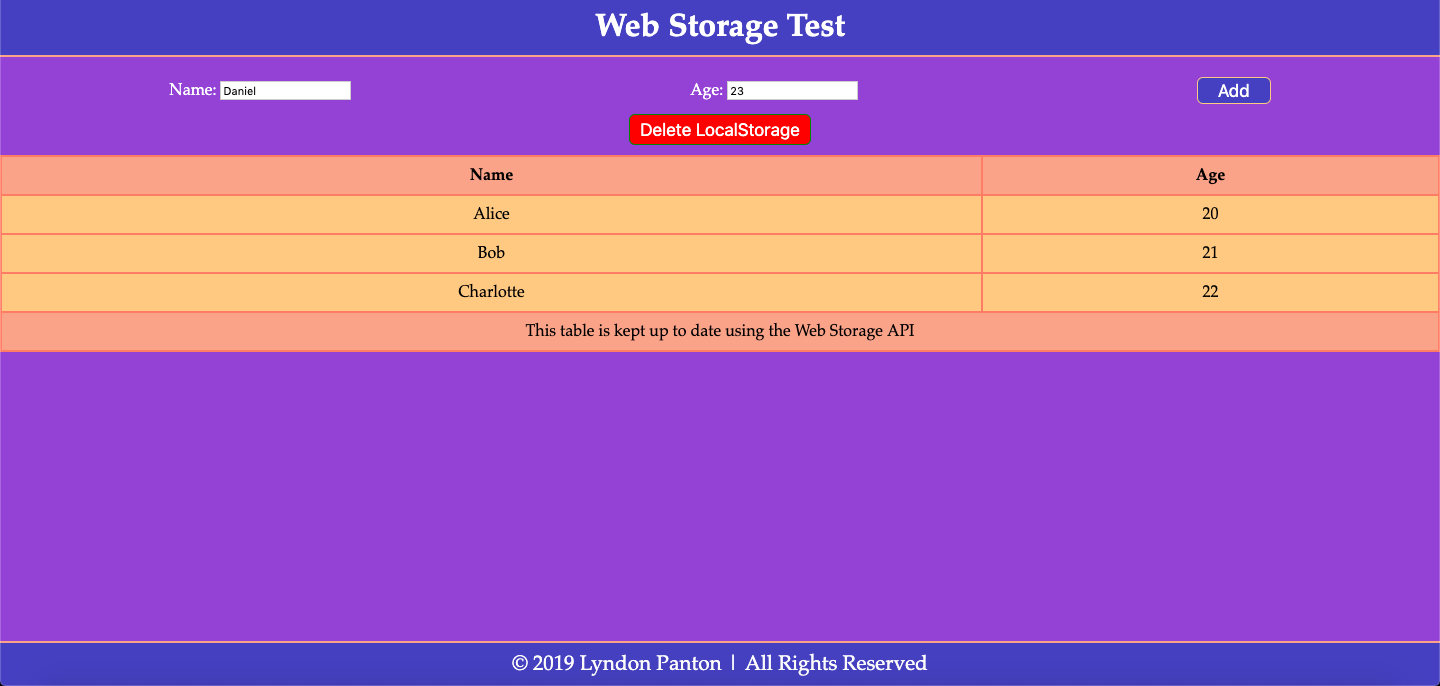 Web Storage Test
Name: Daniel Age: 23 Add
Delete LocalStorage
Name Age
Alice 20
Bob 21
Charlotte 22
This table is kept up to date using the Web Storage API
© 2019 Lyndon Panton | All Rights Reserved